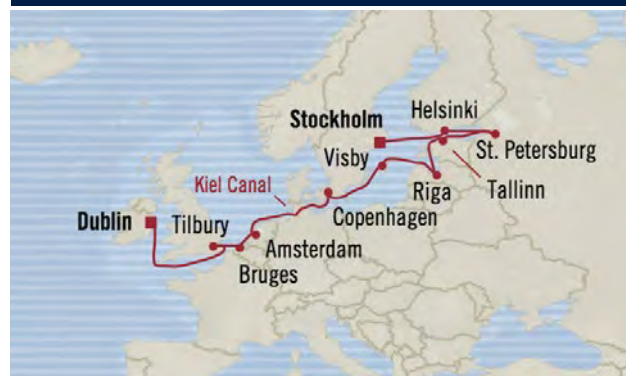 Helsinki
Stockholm
St. Petersburg
Visby
Kiel Canal
Riga
Tallinn
Dublin
Tilbury
Copenhagen
Amsterdam
Bruges